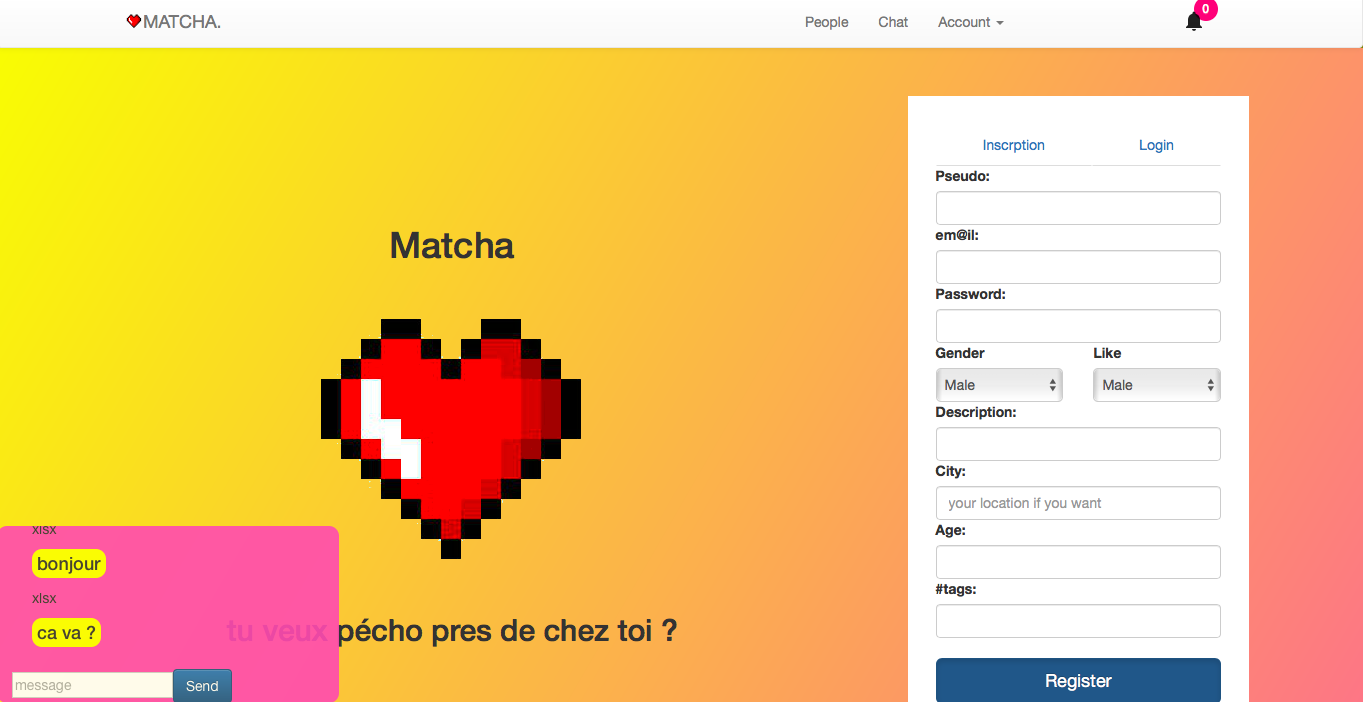 MATCHA.
People
Chat
Account
0
Inscrption
Login
Pseudo:
em@il:
Password:
Gender
Like
Male
Male
Description:
City:
your location if you want
Age:
#tags:
Register
Matcha
tu veux pécho pres de chez toi ?
xlsx
bonjour
xlsx
ca va ?
message
Send